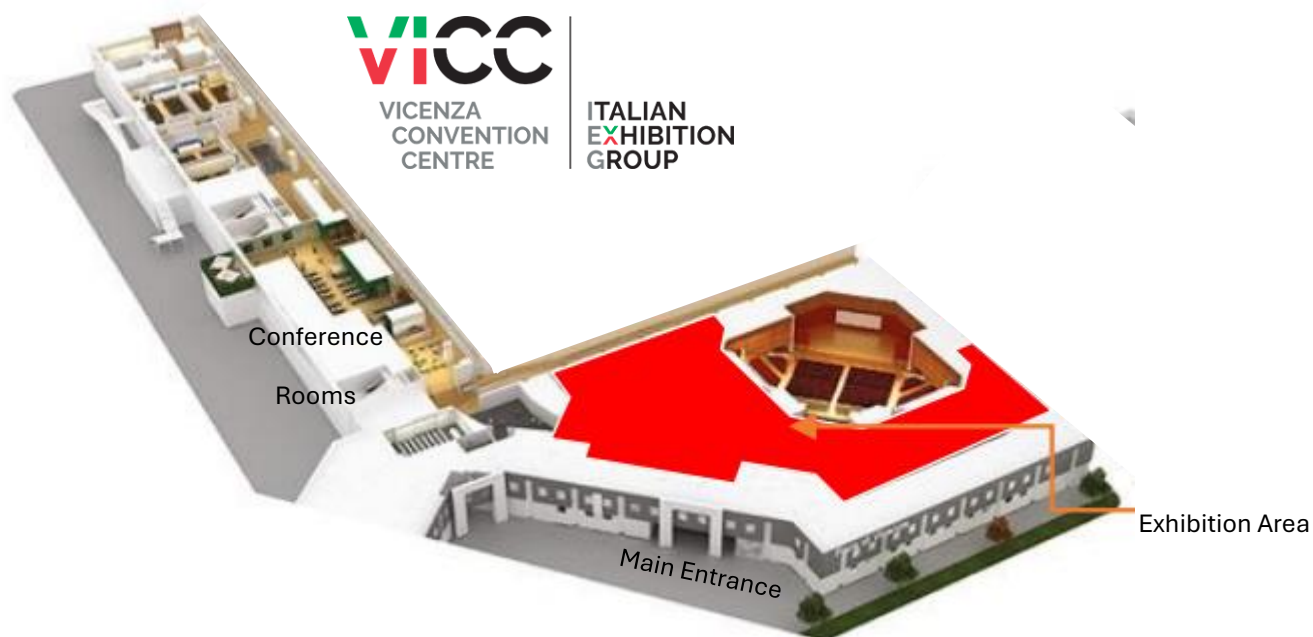 VICC
VICENZA
CONVENTION
CENTRE
ITALIAN
EXHIBITION
GROUP
Conference
Rooms
Exhibition Area
Main Entrance